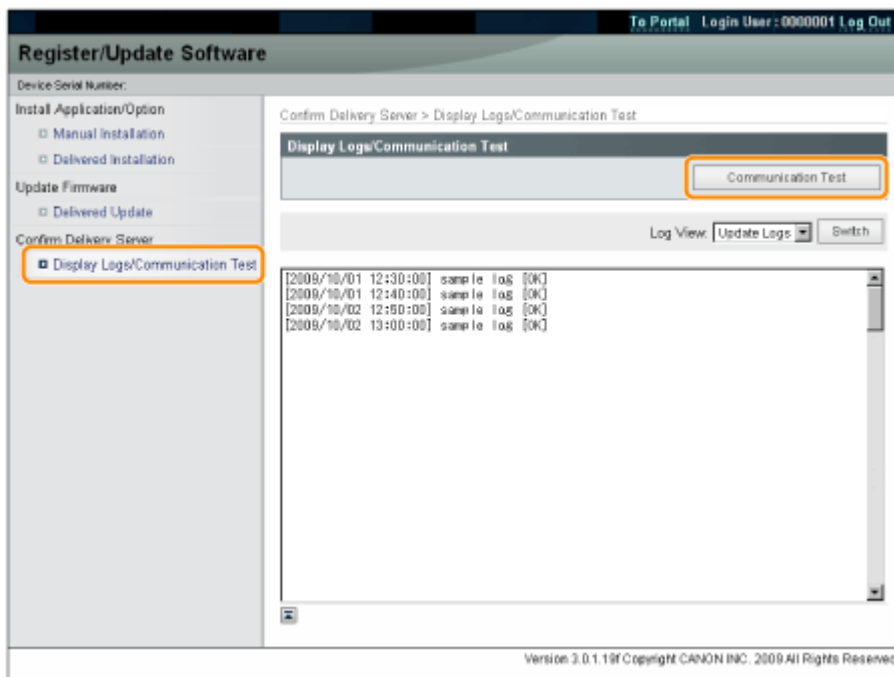 To Portal Login User : 0000001 Log Out
Register/Update Software
Device Serial Number:
Install Application/Option
Manual Installation
Delivered Installation
Update Firmware
Delivered Update
Confirm Delivery Server
Display Logs/Communication Test
Confirm Delivery Server > Display Logs/Communication Test
Display Logs/Communication Test
Communication Test
Log View: Update Logs Switch
[2009/10/01 12:30:00] sample log [OK]
[2009/10/01 12:40:00] sample log [OK]
[2009/10/02 12:50:00] sample log [OK]
[2009/10/02 13:00:00] sample log [OK]
Version 3.0.1.19f Copyright CANON INC. 2009 All Rights Reserved